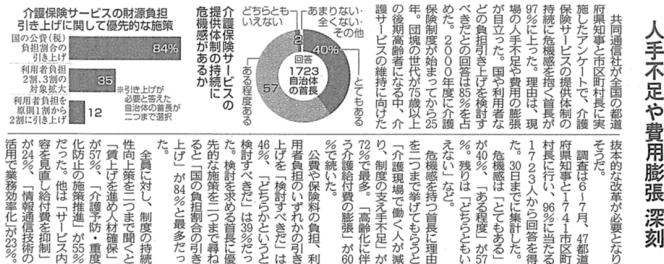 人手不足や費用膨張 深刻
共同通信社が全国の都道
府県知事と市区町村長に実
施したアンケートで、介護
保険サービスの提供体制の
持続に危機感を抱く首長が
97%に上った。理由は、現
場の人手不足や費用の膨張
が目立った。国や利用者な
どの負担引き上げを検討す
べきだとの回答は85%を占
めた。2000年度に介護
保険制度が始まってから25
年。団塊の世代が75歳以上
の後期高齢者になる中、介
護サービスの維持に向けた
抜本的な改革が必要となり
そうだ。
調査は6〜7月、47都道
府県知事と1741市区町
村長に行い、96%に当たる
1723人から回答を得
た。30日までに集計した。
危機感は「とてもある」
が40%、「ある程度」が57
%。残りは「どちらともい
えない」など。
危機感を持つ首長に理由
を二つまで挙げてもらうと
「介護現場で働く人が減
り、制度の支え手不足」が
72%で最多。「高齢化に伴
う介護給付費の膨張」が60
%で続いた。
公費や保険料の負担、利
用者負担のいずれかの引き
上げを「検討すべきだ」は
46%、「どちらかというと
検討すべきだ」は39%だっ
た。検討を求める首長に優
先的な施策を二つまで尋ね
ると「国の負担割合の引き
上げ」が84%と最多だっ
た。
全員に対し、制度の持続
性向上策を二つまで聞くと
「賃上げを進め人材確保」
が57%、「介護予防・重度
化防止の施策推進」が55%
だった。他は「サービス内
容を見直し給付費を抑制」
が24%、「情報通信技術の
活用で業務効率化」が23%。
介護保険サービスの
提供体制の持続に
危機感があるか
どちらとも
いえない
あまりない・
全くない・
その他
2
40%
とてもある
57
ある程度ある
回答
1723
自治体
の首長
介護保険サービスの財源負担
引き上げに関して優先的な施策
国の公費(税)
負担割合の
引き上げ
84%
利用者負担
2割、3割の
対象拡大
35
利用者負担を
原則1割から
2割に引き上げ
12
※引き上げが
必要と答えた
自治体の首長が
二つまで選択